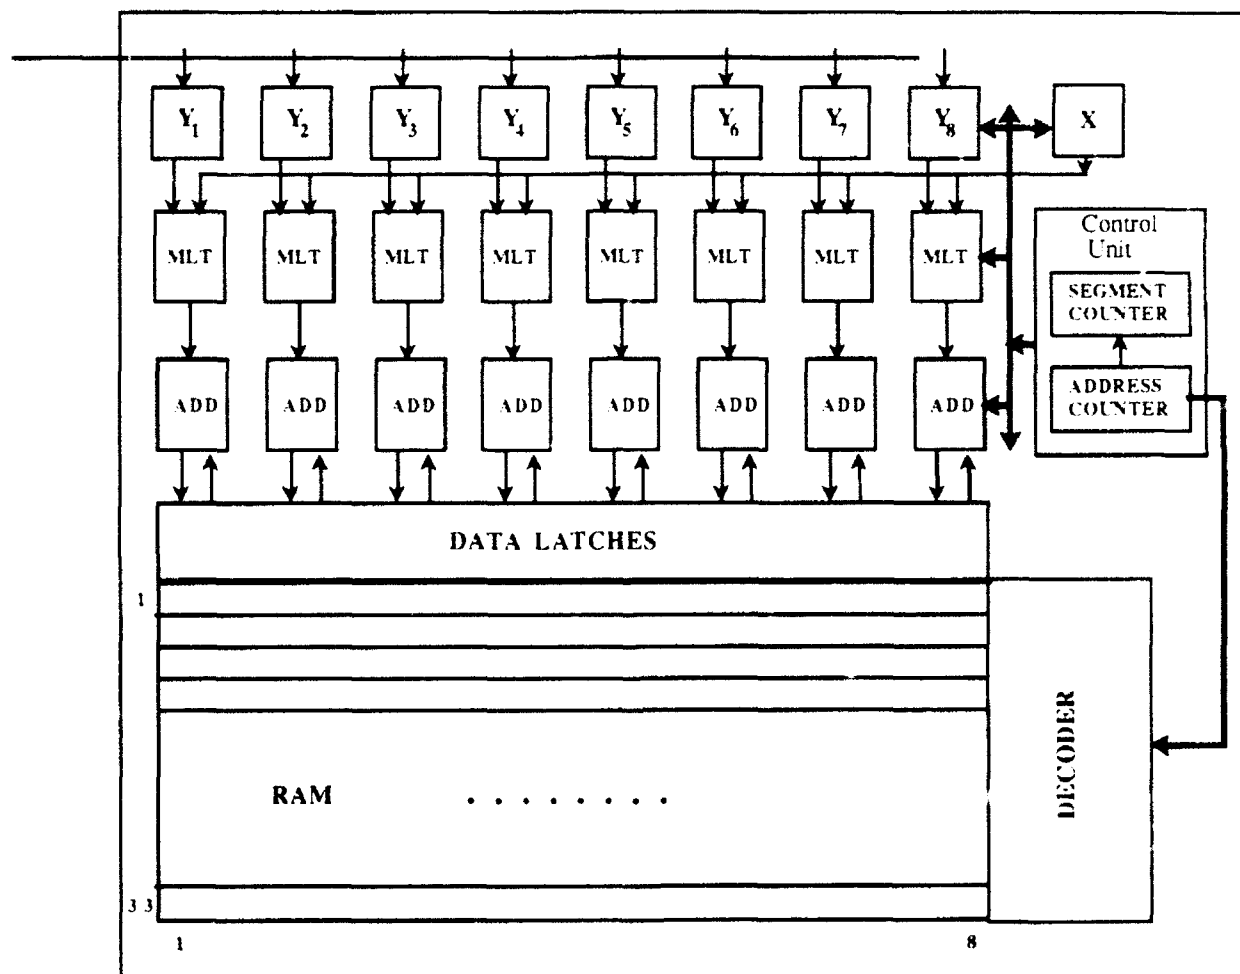 Y1 Y2 Y3 Y4 Y5 Y6 Y7 Y8 X
MLT MLT MLT MLT MLT MLT MLT MLT
Control
Unit
SEGMENT
COUNTER
ADD ADD ADD ADD ADD ADD ADD ADD
ADDRESS
COUNTER
DATA LATCHES
1
RAM . . . . . . . .
DECODER
33
1 8